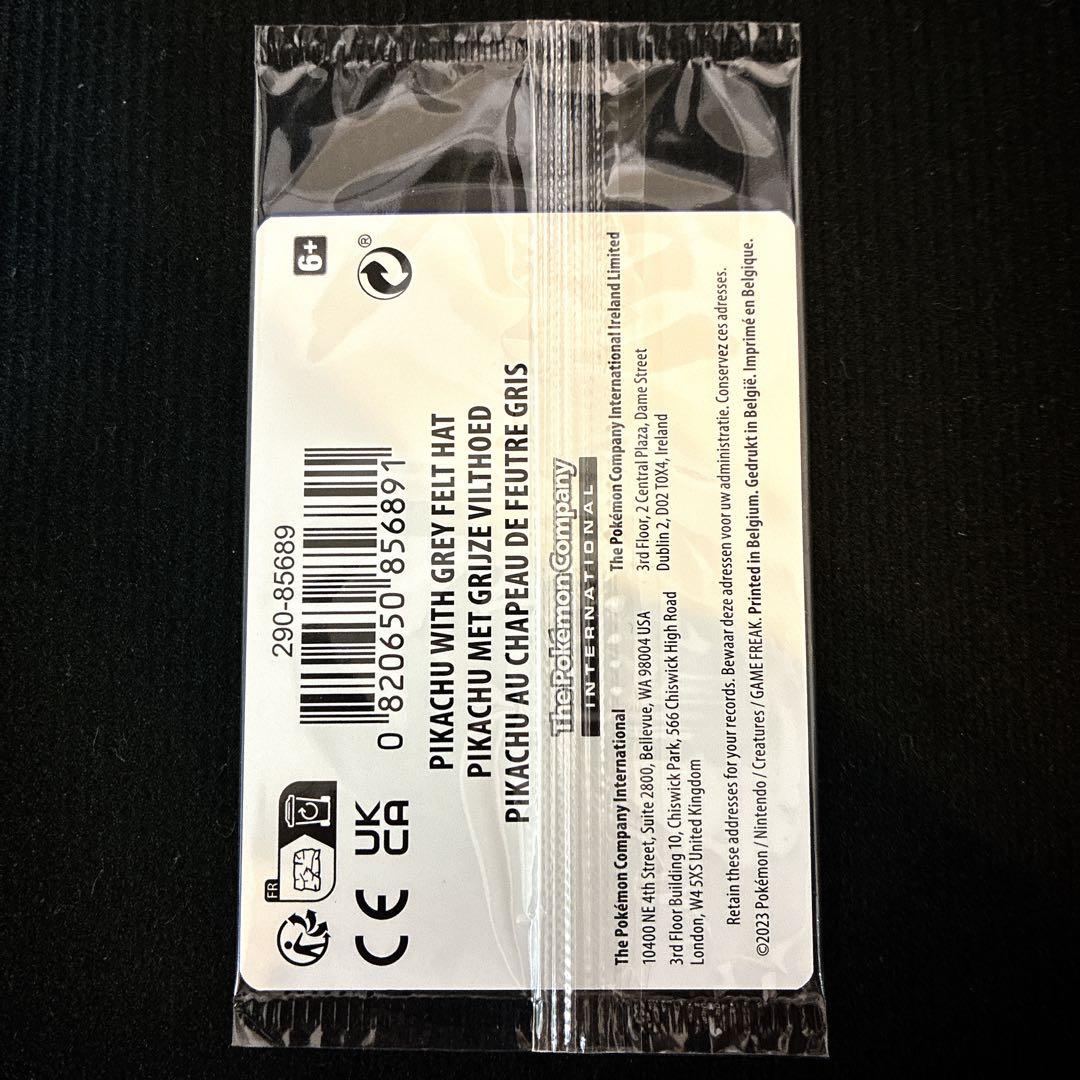 290-85689
0 820650 856891
6+
®
FR
CE
UK
CA
PIKACHU WITH GREY FELT HAT
PIKACHU MET GRIJZE VILTHOED
PIKACHU AU CHAPEAU DE FEUTRE GRIS
The Pokémon Company
INTERNATIONAL
The Pokémon Company International
10400 NE 4th Street, Suite 2800, Bellevue, WA 98004 USA
3rd Floor Building 10, Chiswick Park, 566 Chiswick High Road
London, W4 5XS United Kingdom
The Pokémon Company International Ireland Limited
3rd Floor, 2 Central Plaza, Dame Street
Dublin 2, D02 T0X4, Ireland
Retain these addresses for your records. Bewaar deze adressen voor uw administratie. Conservez ces adresses.
©2023 Pokémon / Nintendo / Creatures / GAME FREAK. Printed in Belgium. Gedrukt in België. Imprimé en Belgique.